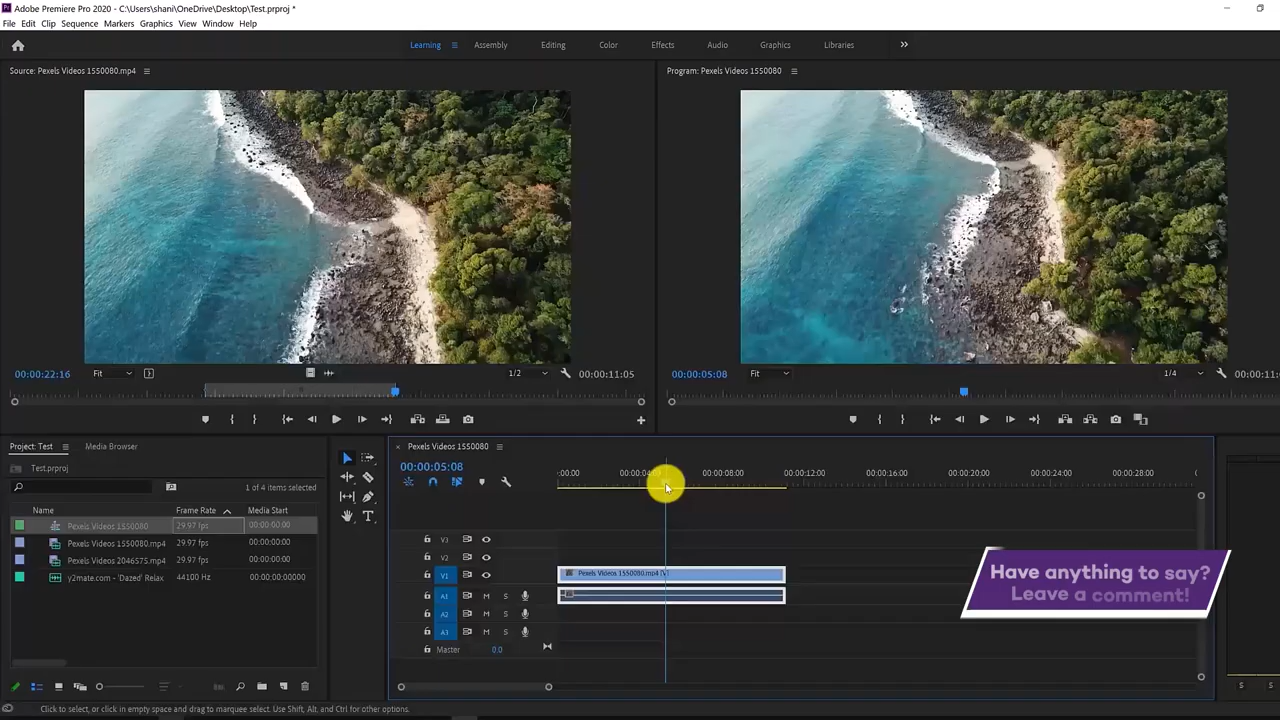 Adobe Premiere Pro 2020 - C:\Users\shani\OneDrive\Desktop\Test.prproj *
File Edit Clip Sequence Markers Graphics View Window Help
Learning Assembly Editing Color Effects Audio Graphics Libraries
Source: Pexels Videos 1550080.mp4
Program: Pexels Videos 1550080
00:00:22:16 Fit 1/2 00:00:11:05
00:00:05:08 Fit 1/4 00:00:11:
Project: Test Media Browser
Test.prproj
1 of 4 items selected
Name Frame Rate Media Start
Pexels Videos 1550080 29.97 fps 00:00:00:00
Pexels Videos 1550080.mp4 29.97 fps 00:00:00:00
Pexels Videos 2046575.mp4 29.97 fps 00:00:00:00
y2mate.com - 'Dazed' Relax 44100 Hz 00:00:00:00000
Pexels Videos 1550080
00:00:05:08
:00:00 00:00:04:00 00:00:08:00 00:00:12:00 00:00:16:00 00:00:20:00 00:00:24:00 00:00:28:00
V3
V2
V1 Pexels Videos 1550080.mp4 [V]
A1 M S
A2 M S
A3 M S
Master 0.0
Have anything to say?
Leave a comment!
S S
Click to select, or click in empty space and drag to marquee select. Use Shift, Alt, and Ctrl for other options.